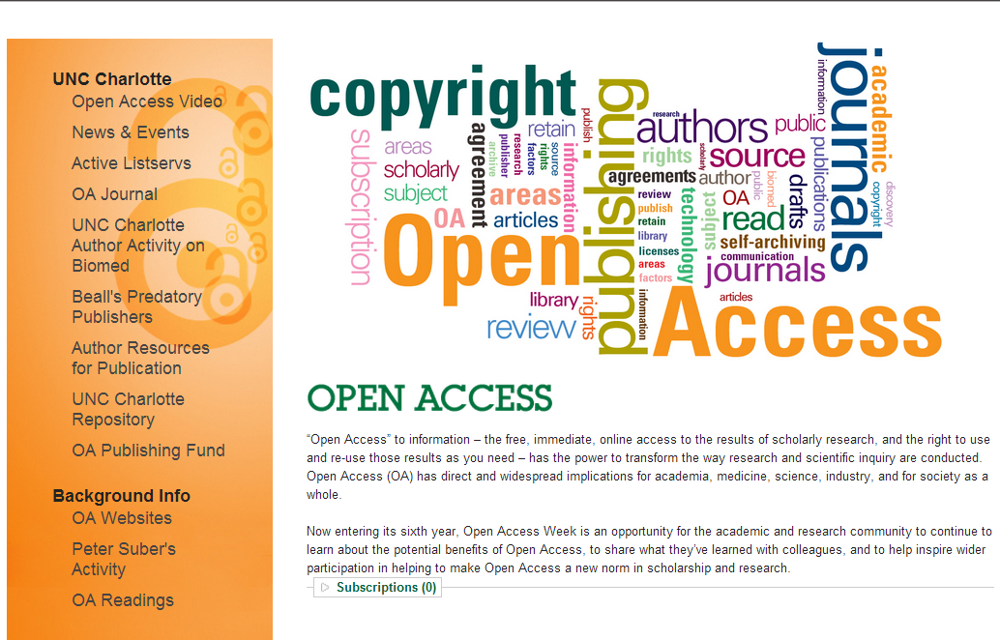 UNC Charlotte
Open Access Video
News & Events
Active Listservs
OA Journal
UNC Charlotte
Author Activity on
Biomed
Beall's Predatory
Publishers
Author Resources
for Publication
UNC Charlotte
Repository
OA Publishing Fund
Background Info
OA Websites
Peter Suber's
Activity
OA Readings
copyright
subscription
areas
scholarly
subject
OA
agreement
archive
publisher
research
retain
factors
rights
source
publish
information
areas
articles
Open
library
rights
review
publishing
information
research
authors
public
rights
scholarly
source
agreements
author
public
biomed
drafts
publications
information
journals
academic
copyright
discovery
review
publish
retain
library
licenses
areas
factors
technology
subject
OA
read
self-archiving
communication
journals
articles
Access
OPEN ACCESS
“Open Access” to information – the free, immediate, online access to the results of scholarly research, and the right to use
and re-use those results as you need – has the power to transform the way research and scientific inquiry are conducted.
Open Access (OA) has direct and widespread implications for academia, medicine, science, industry, and for society as a
whole.
Now entering its sixth year, Open Access Week is an opportunity for the academic and research community to continue to
learn about the potential benefits of Open Access, to share what they’ve learned with colleagues, and to help inspire wider
participation in helping to make Open Access a new norm in scholarship and research.
Subscriptions (0)